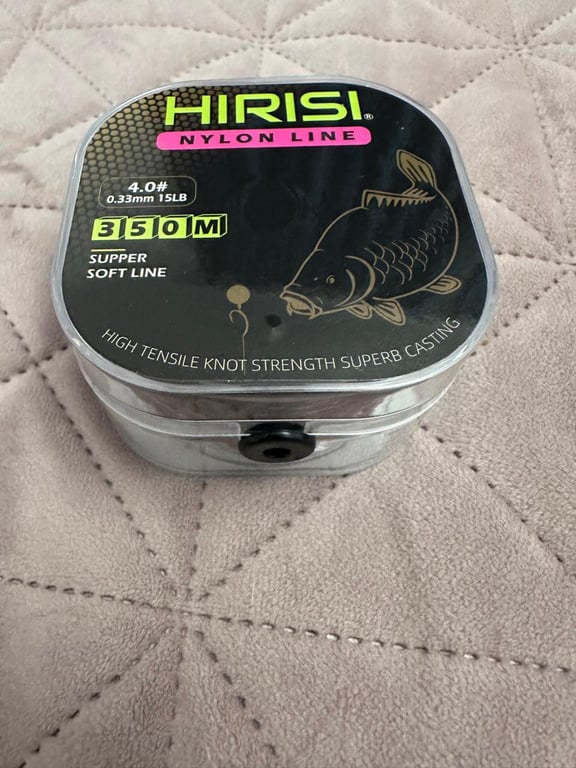 HIRISI®
NYLON LINE
4.0#
0.33mm 15LB
350M
SUPPER
SOFT LINE
HIGH TENSILE KNOT STRENGTH SUPERB CASTING